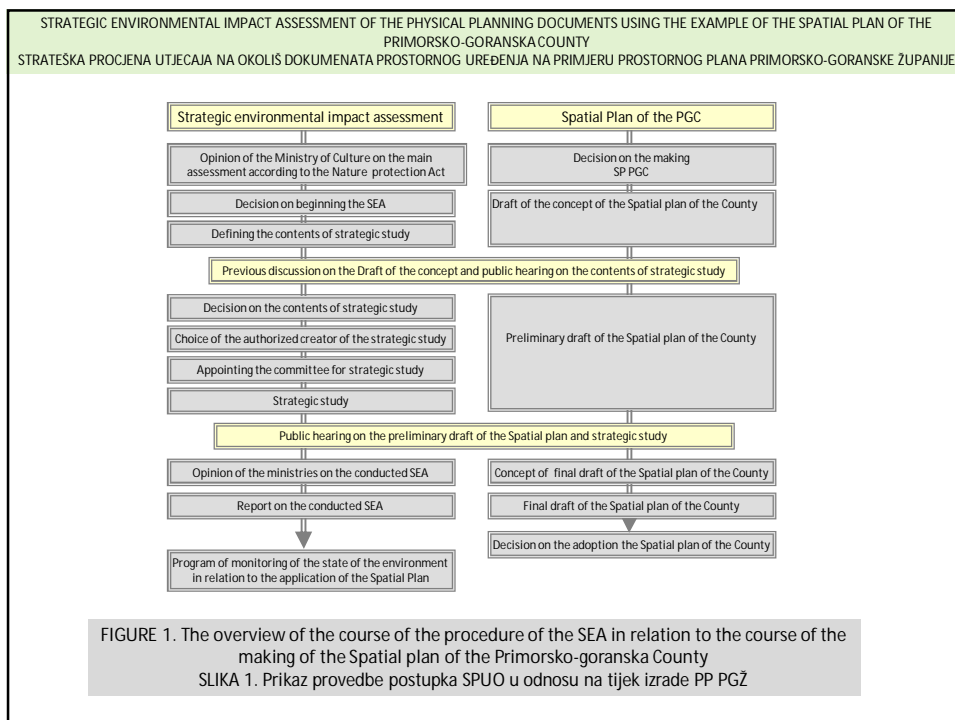 STRATEGIC ENVIRONMENTAL IMPACT ASSESSMENT OF THE PHYSICAL PLANNING DOCUMENTS USING THE EXAMPLE OF THE SPATIAL PLAN OF THE
PRIMORSKO-GORANSKA COUNTY
STRATEŠKA PROCJENA UTJECAJA NA OKOLIŠ DOKUMENATA PROSTORNOG UREĐENJA NA PRIMJERU PROSTORNOG PLANA PRIMORSKO-GORANSKE ŽUPANIJE
Strategic environmental impact assessment
Opinion of the Ministry of Culture on the main
assessment according to the Nature protection Act
Decision on beginning the SEA
Defining the contents of strategic study
Spatial Plan of the PGC
Decision on the making
SP PGC
Draft of the concept of the Spatial plan of the County
Previous discussion on the Draft of the concept and public hearing on the contents of strategic study
Decision on the contents of strategic study
Choice of the authorized creator of the strategic study
Appointing the committee for strategic study
Strategic study
Preliminary draft of the Spatial plan of the County
Public hearing on the preliminary draft of the Spatial plan and strategic study
Opinion of the ministries on the conducted SEA
Report on the conducted SEA
Program of monitoring of the state of the environment
in relation to the application of the Spatial Plan
Concept of final draft of the Spatial plan of the County
Final draft of the Spatial plan of the County
Decision on the adoption the Spatial plan of the County
FIGURE 1. The overview of the course of the procedure of the SEA in relation to the course of the
making of the Spatial plan of the Primorsko-goranska County
SLIKA 1. Prikaz provedbe postupka SPUO u odnosu na tijek izrade PP PGŽ